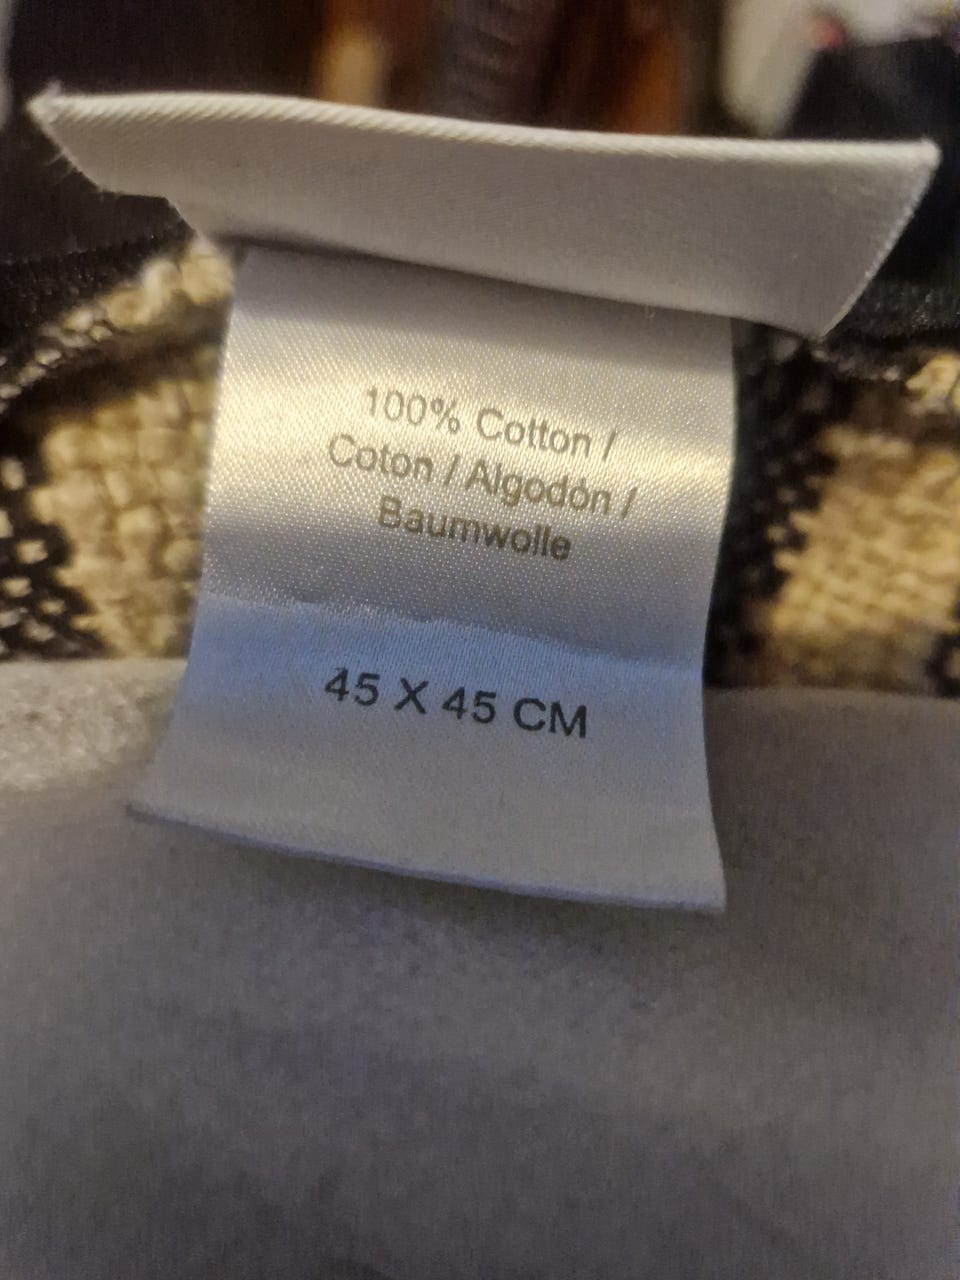 100% Cotton /
Coton / Algodón /
Baumwolle
45 X 45 CM